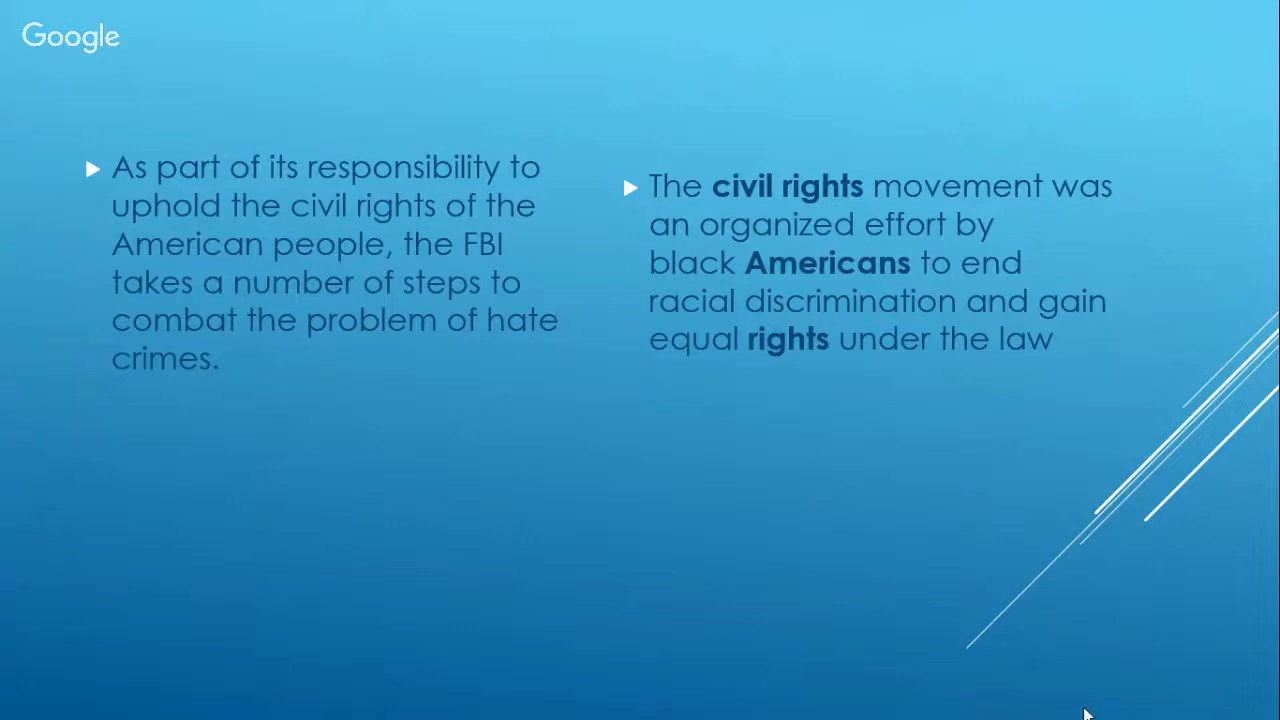 Google
As part of its responsibility to
uphold the civil rights of the
American people, the FBI
takes a number of steps to
combat the problem of hate
crimes.
The civil rights movement was
an organized effort by
black Americans to end
racial discrimination and gain
equal rights under the law